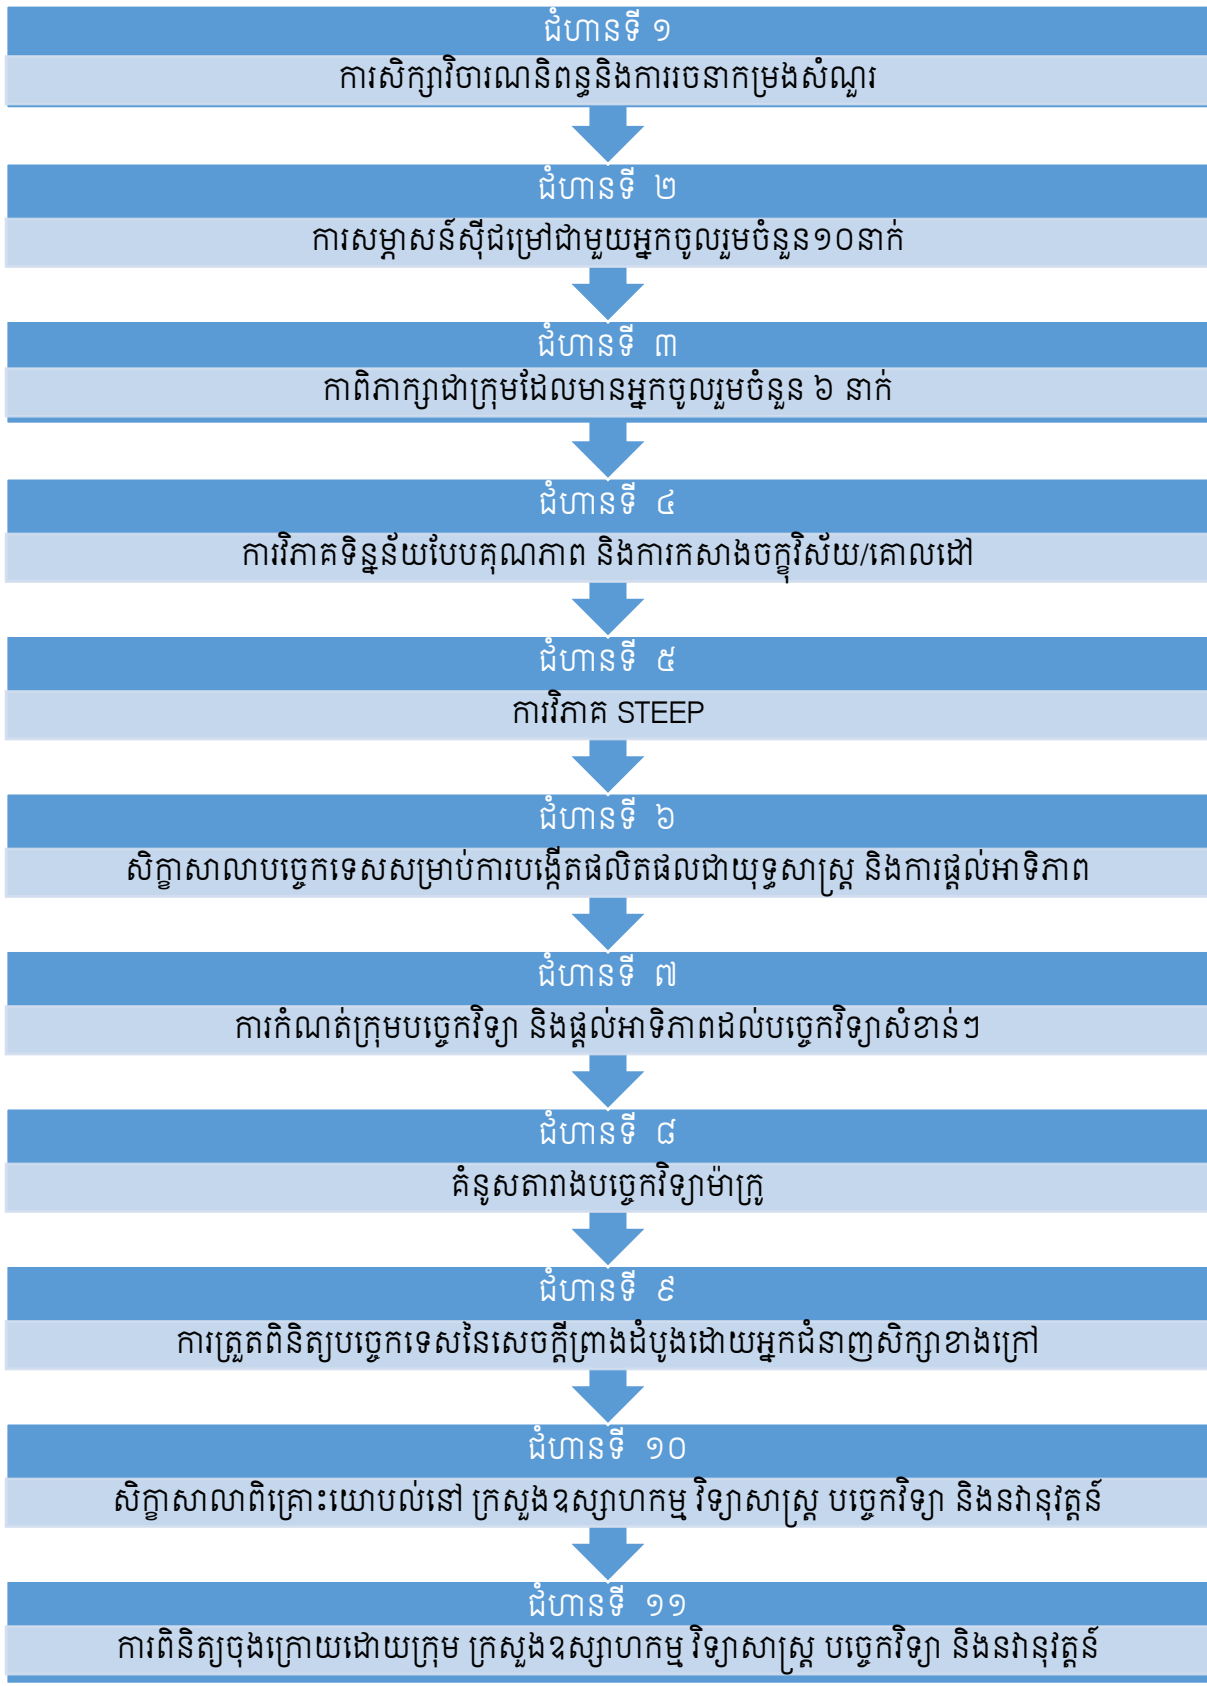 ជំហានទី ១
ការសិក្សាវិចារណនិពន្ធនិងការរចនាកម្រងសំណួរ
ជំហានទី ២
ការសម្ភាសន៍ស៊ីជម្រៅជាមួយអ្នកចូលរួមចំនួន១០នាក់
ជំហានទី ៣
កាពិភាក្សាជាក្រុមដែលមានអ្នកចូលរួមចំនួន ៦ នាក់
ជំហានទី ៤
ការវិភាគទិន្នន័យបែបគុណភាព និងការកសាងចក្ខុវិស័យ/គោលដៅ
ជំហានទី ៥
ការវិភាគ STEEP
ជំហានទី ៦
សិក្ខាសាលាបច្ចេកទេសសម្រាប់ការបង្កើតផលិតផលជាយុទ្ធសាស្ត្រ និងការផ្តល់អាទិភាព
ជំហានទី ៧
ការកំណត់ក្រុមបច្ចេកវិទ្យា និងផ្តល់អាទិភាពដល់បច្ចេកវិទ្យាសំខាន់ៗ
ជំហានទី ៨
គំនូសតារាងបច្ចេកវិទ្យាម៉ាក្រូ
ជំហានទី ៩
ការត្រួតពិនិត្យបច្ចេកទេសនៃសេចក្តីព្រាងដំបូងដោយអ្នកជំនាញសិក្សាខាងក្រៅ
ជំហានទី ១០
សិក្ខាសាលាពិគ្រោះយោបល់នៅ ក្រសួងឧស្សាហកម្ម វិទ្យាសាស្ត្រ បច្ចេកវិទ្យា និងនវានុវត្តន៍
ជំហានទី ១១
ការពិនិត្យចុងក្រោយដោយក្រុម ក្រសួងឧស្សាហកម្ម វិទ្យាសាស្ត្រ បច្ចេកវិទ្យា និងនវានុវត្តន៍